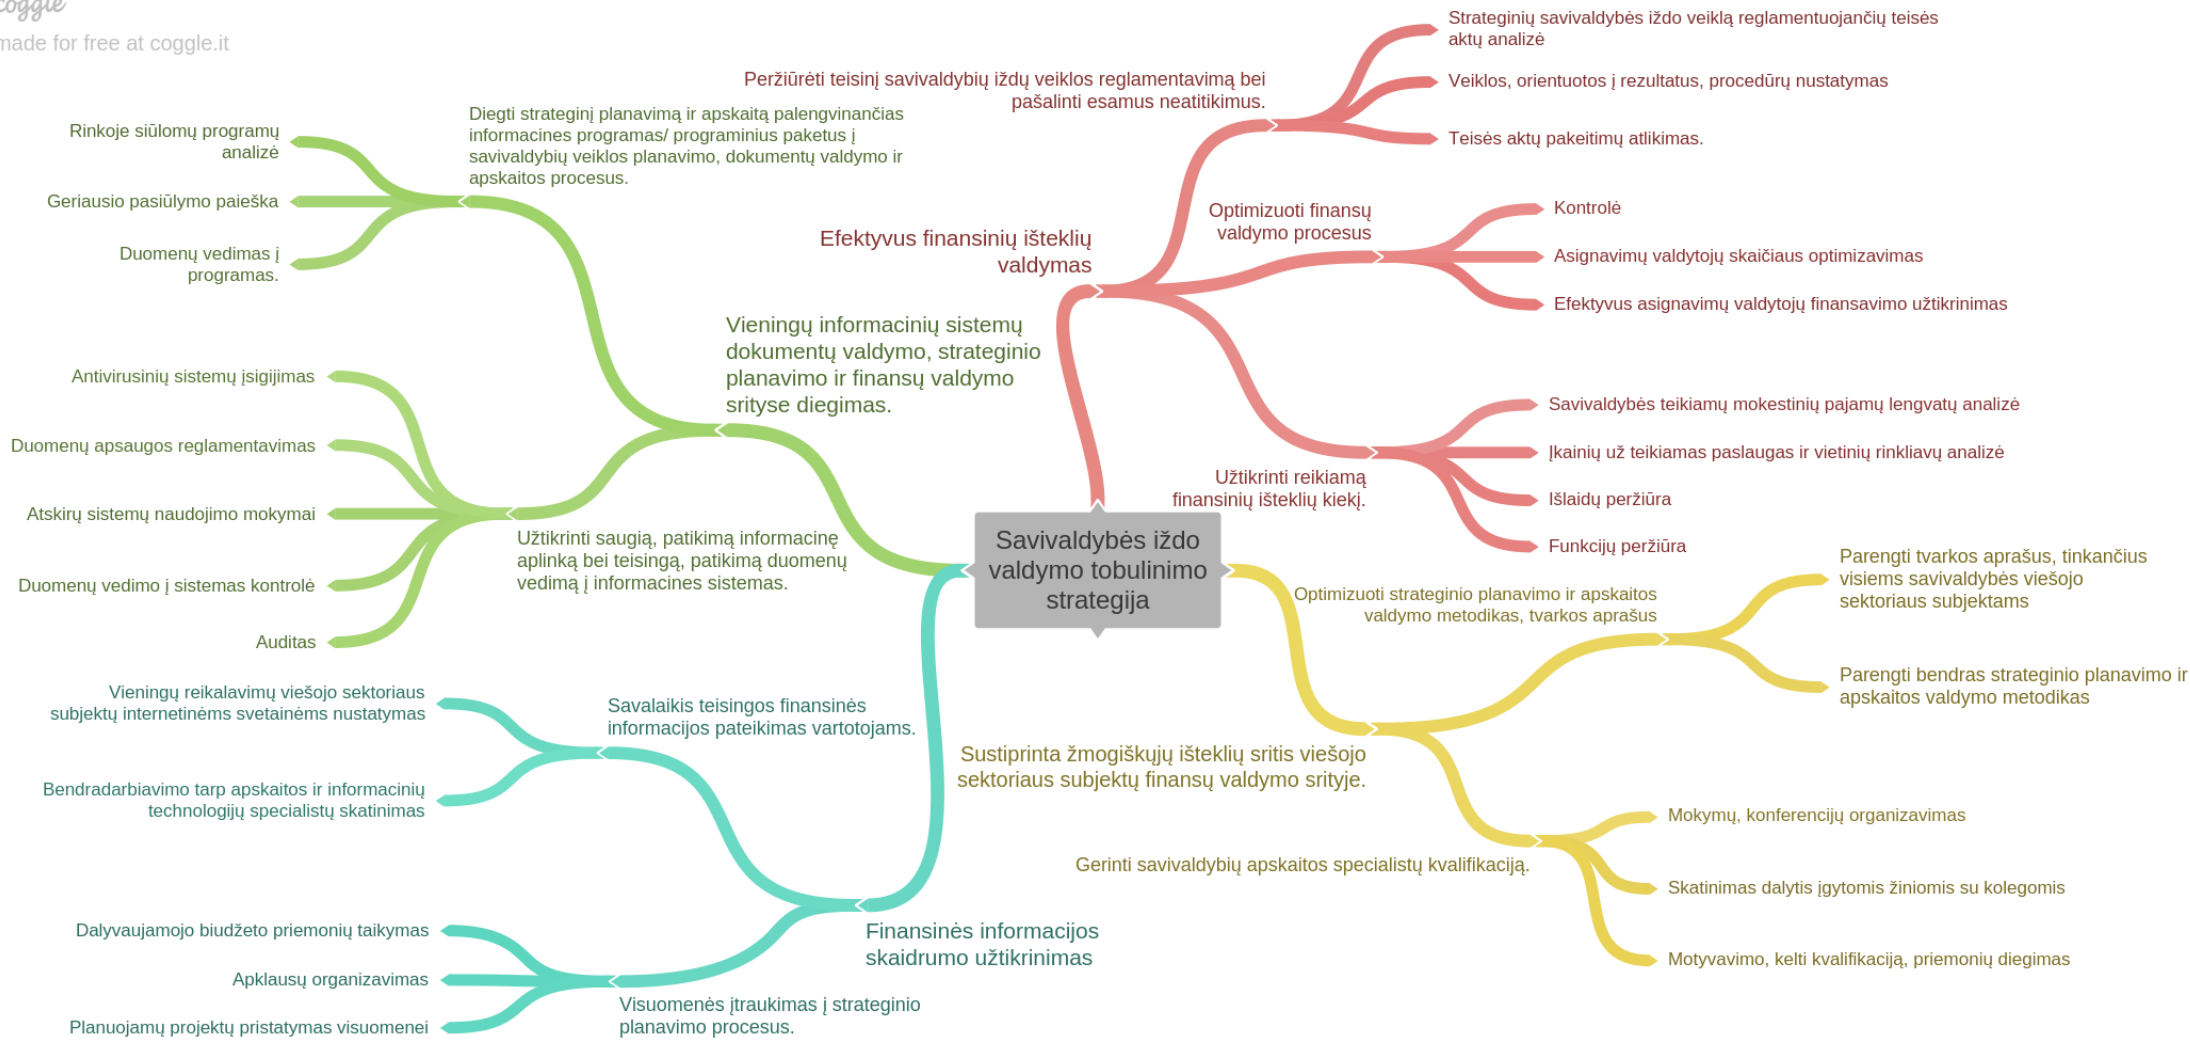 coggle
made for free at coggle.it
Diegti strateginį planavimą ir apskaitą palengvinančias
informacines programas/ programinius paketus į
savivaldybių veiklos planavimo, dokumentų valdymo ir
apskaitos procesus.
Rinkoje siūlomų programų
analizė
Geriausio pasiūlymo paieška
Duomenų vedimas į
programas.
Vieningų informacinių sistemų
dokumentų valdymo, strateginio
planavimo ir finansų valdymo
srityse diegimas.
Antivirusinių sistemų įsigijimas
Duomenų apsaugos reglamentavimas
Atskirų sistemų naudojimo mokymai
Duomenų vedimo į sistemas kontrolė
Auditas
Užtikrinti saugią, patikimą informacinę
aplinką bei teisingą, patikimą duomenų
vedimą į informacines sistemas.
Vieningų reikalavimų viešojo sektoriaus
subjektų internetinėms svetainėms nustatymas
Bendradarbiavimo tarp apskaitos ir informacinių
technologijų specialistų skatinimas
Savalaikis teisingos finansinės
informacijos pateikimas vartotojams.
Dalyvaujamojo biudžeto priemonių taikymas
Apklausų organizavimas
Planuojamų projektų pristatymas visuomenei
Visuomenės įtraukimas į strateginio
planavimo procesus.
Finansinės informacijos
skaidrumo užtikrinimas
Savivaldybės iždo
valdymo tobulinimo
strategija
Efektyvus finansinių išteklių
valdymas
Peržiūrėti teisinį savivaldybių iždų veiklos reglamentavimą bei
pašalinti esamus neatitikimus.
Strateginių savivaldybės iždo veiklą reglamentuojančių teisės
aktų analizė
Veiklos, orientuotos į rezultatus, procedūrų nustatymas
Teisės aktų pakeitimų atlikimas.
Optimizuoti finansų
valdymo procesus
Kontrolė
Asignavimų valdytojų skaičiaus optimizavimas
Efektyvus asignavimų valdytojų finansavimo užtikrinimas
Užtikrinti reikiamą
finansinių išteklių kiekį.
Savivaldybės teikiamų mokestinių pajamų lengvatų analizė
Įkainių už teikiamas paslaugas ir vietinių rinkliavų analizė
Išlaidų peržiūra
Funkcijų peržiūra
Optimizuoti strateginio planavimo ir apskaitos
valdymo metodikas, tvarkos aprašus
Parengti tvarkos aprašus, tinkančius
visiems savivaldybės viešojo
sektoriaus subjektams
Parengti bendras strateginio planavimo ir
apskaitos valdymo metodikas
Sustiprinta žmogiškųjų išteklių sritis viešojo
sektoriaus subjektų finansų valdymo srityje.
Gerinti savivaldybių apskaitos specialistų kvalifikaciją.
Mokymų, konferencijų organizavimas
Skatinimas dalytis įgytomis žiniomis su kolegomis
Motyvavimo, kelti kvalifikaciją, priemonių diegimas